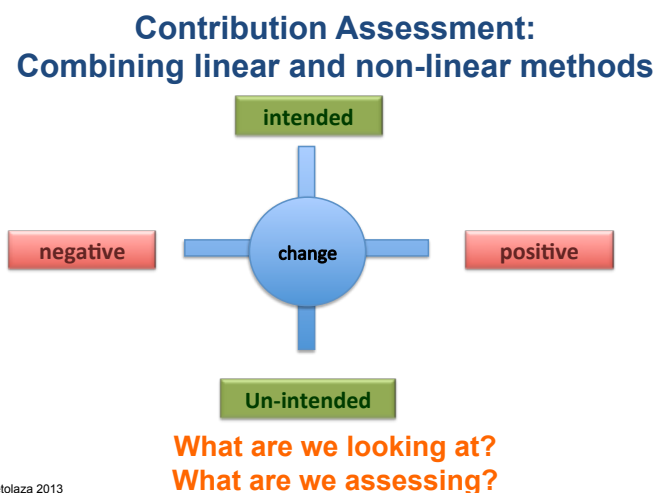 Contribution Assessment:
Combining linear and non-linear methods
intended
negative
change
positive
Un-intended
What are we looking at?
What are we assessing?
2013